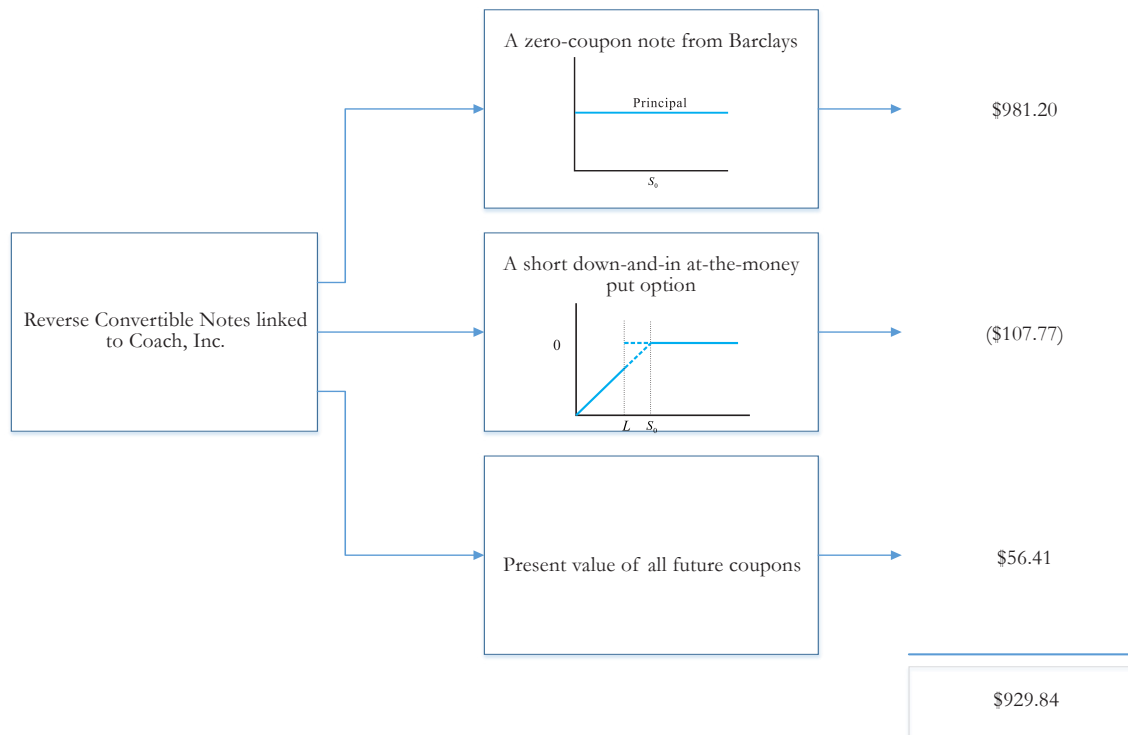 A zero-coupon note from Barclays
Principal
S₀
$981.20
Reverse Convertible Notes linked
to Coach, Inc.
A short down-and-in at-the-money
put option
0
L S₀
($107.77)
Present value of all future coupons
$56.41
$929.84